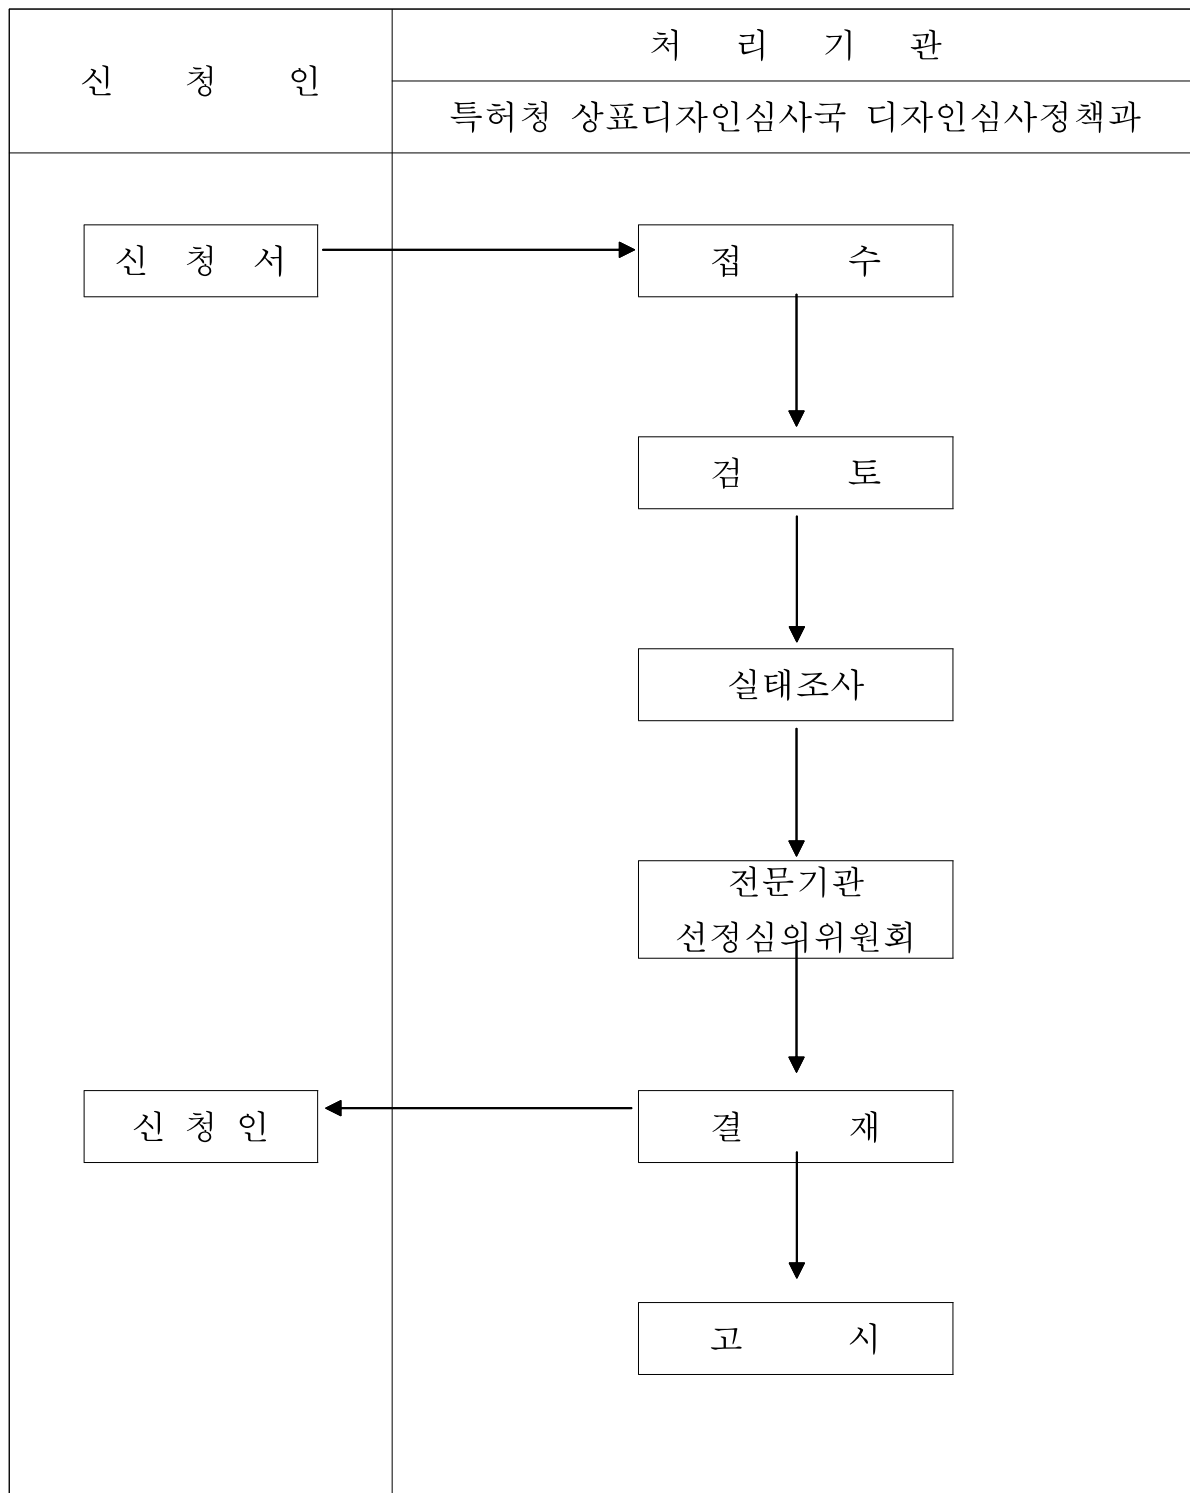 신 청 인
처 리 기 관
특허청 상표디자인심사국 디자인심사정책과
신 청 서
접 수
검 토
실태조사
전문기관
선정심의위원회
신 청 인
결 재
고 시